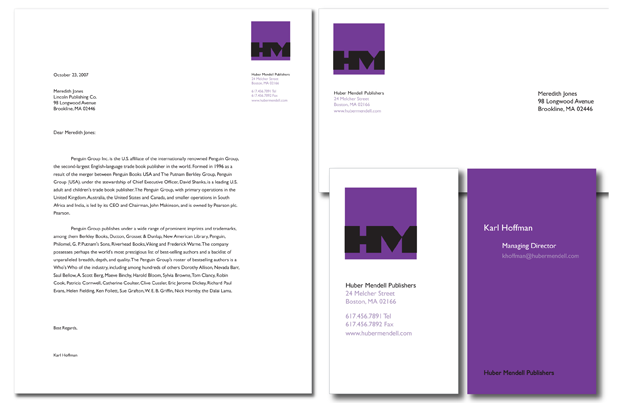 HM
Huber Mendell Publishers
24 Melcher Street
Boston, MA 02166
617.456.7891 Tel
617.456.7892 Fax
www.hubermendell.com
October 23, 2007
Meredith Jones
Lincoln Publishing Co.
98 Longwood Avenue
Brookline, MA 02446
Dear Meredith Jones:
Penguin Group Inc. is the U.S. affiliate of the internationally renowned Penguin Group,
the second-largest English-language trade book publisher in the world. Formed in 1996 as a
result of the merger between Penguin Books USA and The Putnam Berkley Group, Penguin
Group (USA) under the stewardship of Chief Executive Officer, David Shanks, is a leading U.S.
adult and children's trade book publisher. The Penguin Group, with primary operations in the
United Kingdom, Australia, the United States and Canada, and smaller operations in South
Africa and India, is led by its CEO and Chairman, John Makinson, and is owned by Pearson plc.
Pearson.
Penguin Group publishes under a wide range of prominent imprints and trademarks,
among them Berkley Books, Dutton, Grosset & Dunlap, New American Library, Penguin,
Philomel, G. P. Putnam's Sons, Riverhead Books, Viking and Frederick Warne. The company
possesses perhaps the world's most prestigious list of best-selling authors and a backlist of
unparalleled breadth, depth, and quality. The Penguin Group's roster of bestselling authors is a
Who's Who of the industry, including among hundreds of others Dorothy Allison, Nevada Barr,
Saul Bellow, A. Scott Berg, Maeve Binchy, Harold Bloom, Sylvia Browne, Tom Clancy, Robin
Cook, Patricia Cornwell, Catherine Coulter, Clive Cussler, Eric Jerome Dickey, Richard Paul
Evans, Helen Fielding, Ken Follett, Sue Grafton, W. E. B. Griffin, Nick Hornby, the Dalai Lama.
Best Regards,
Karl Hoffman
HM
Huber Mendell Publishers
24 Melcher Street
Boston, MA 02166
www.hubermendell.com
Meredith Jones
98 Longwood Avenue
Brookline, MA 02446
HM
Huber Mendell Publishers
24 Melcher Street
Boston, MA 02166
617.456.7891 Tel
617.456.7892 Fax
www.hubermendell.com
Karl Hoffman
Managing Director
khoffman@hubermendell.com
Huber Mendell Publishers